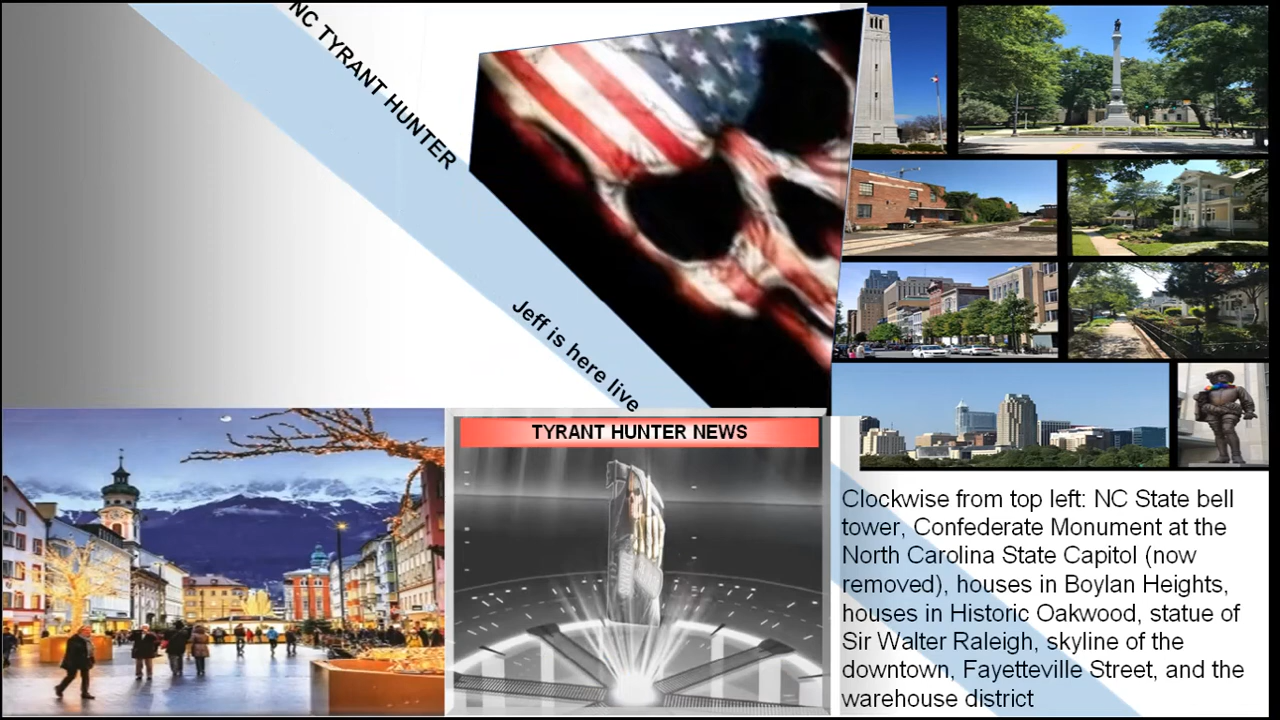 NC TYRANT HUNTER
Jeff is here live
TYRANT HUNTER NEWS
Clockwise from top left: NC State bell
tower, Confederate Monument at the
North Carolina State Capitol (now
removed), houses in Boylan Heights,
houses in Historic Oakwood, statue of
Sir Walter Raleigh, skyline of the
downtown, Fayetteville Street, and the
warehouse district